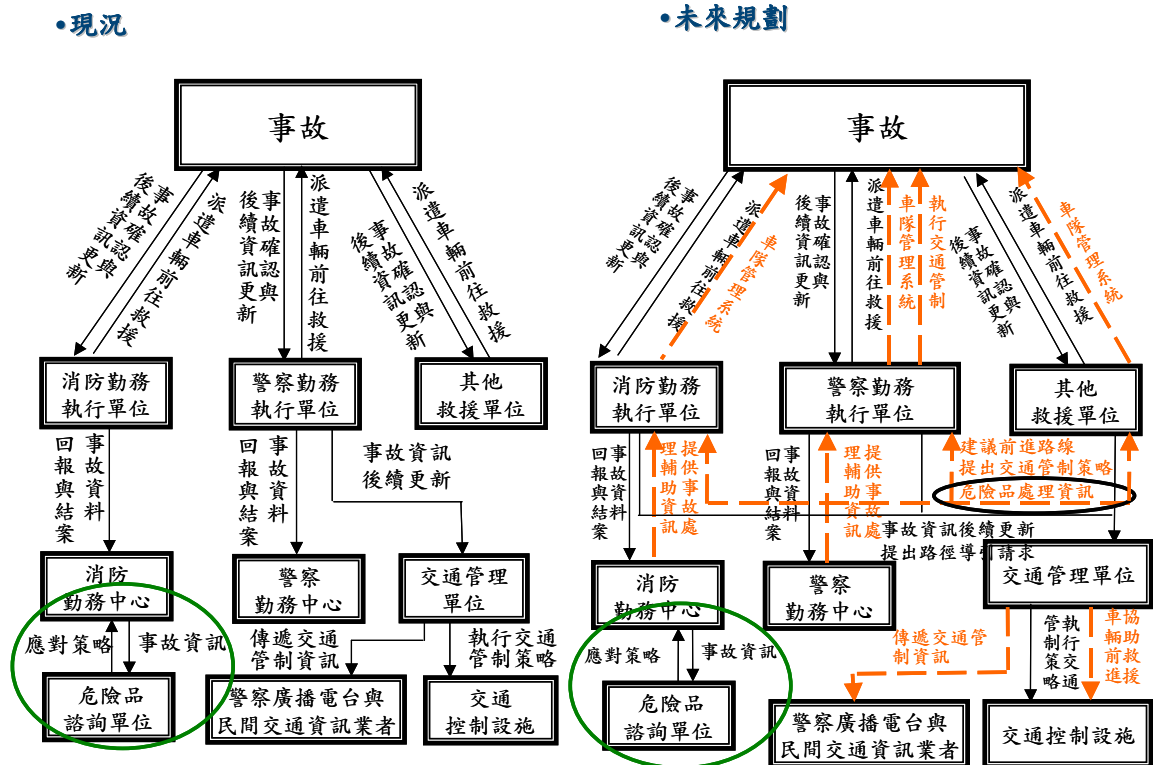 •現況
事故
事故確認與
後續資訊更新
派遣車輛前往救援
事故確認與
後續資訊更新
派遣車輛前往救援
事故確認與
後續資訊更新
派遣車輛前往救援
消防勤務
執行單位
警察勤務
執行單位
其他
救援單位
事故資料
回報與結案
事故資料
回報與結案
事故資訊
後續更新
消防
勤務中心
警察
勤務中心
交通管理
單位
應對策略
事故資訊
傳遞交通
管制資訊
執行交通
管制策略
危險品
諮詢單位
警察廣播電台與
民間交通資訊業者
交通
控制設施
•未來規劃
事故
事故確認與
後續資訊更新
派遣車輛前往救援
車隊管理系統
事故確認與
後續資訊更新
派遣車輛前往救援
車隊管理系統
執行交通管制
事故確認與
後續資訊更新
派遣車輛前往救援
車隊管理系統
消防勤務
執行單位
警察勤務
執行單位
其他
救援單位
事故資料
回報與結案
提供事故處
理輔助資訊
事故資料
回報與結案
提供事故處
理輔助資訊
建議前進路線
提出交通管制策略
危險品處理資訊
事故資訊後續更新
提出路徑導引請求
消防
勤務中心
警察
勤務中心
交通管理單位
應對策略
事故資訊
傳遞交通管
制資訊
執行交通
管制策略
協助救援
車輛前進
危險品
諮詢單位
警察廣播電台與
民間交通資訊業者
交通控制設施